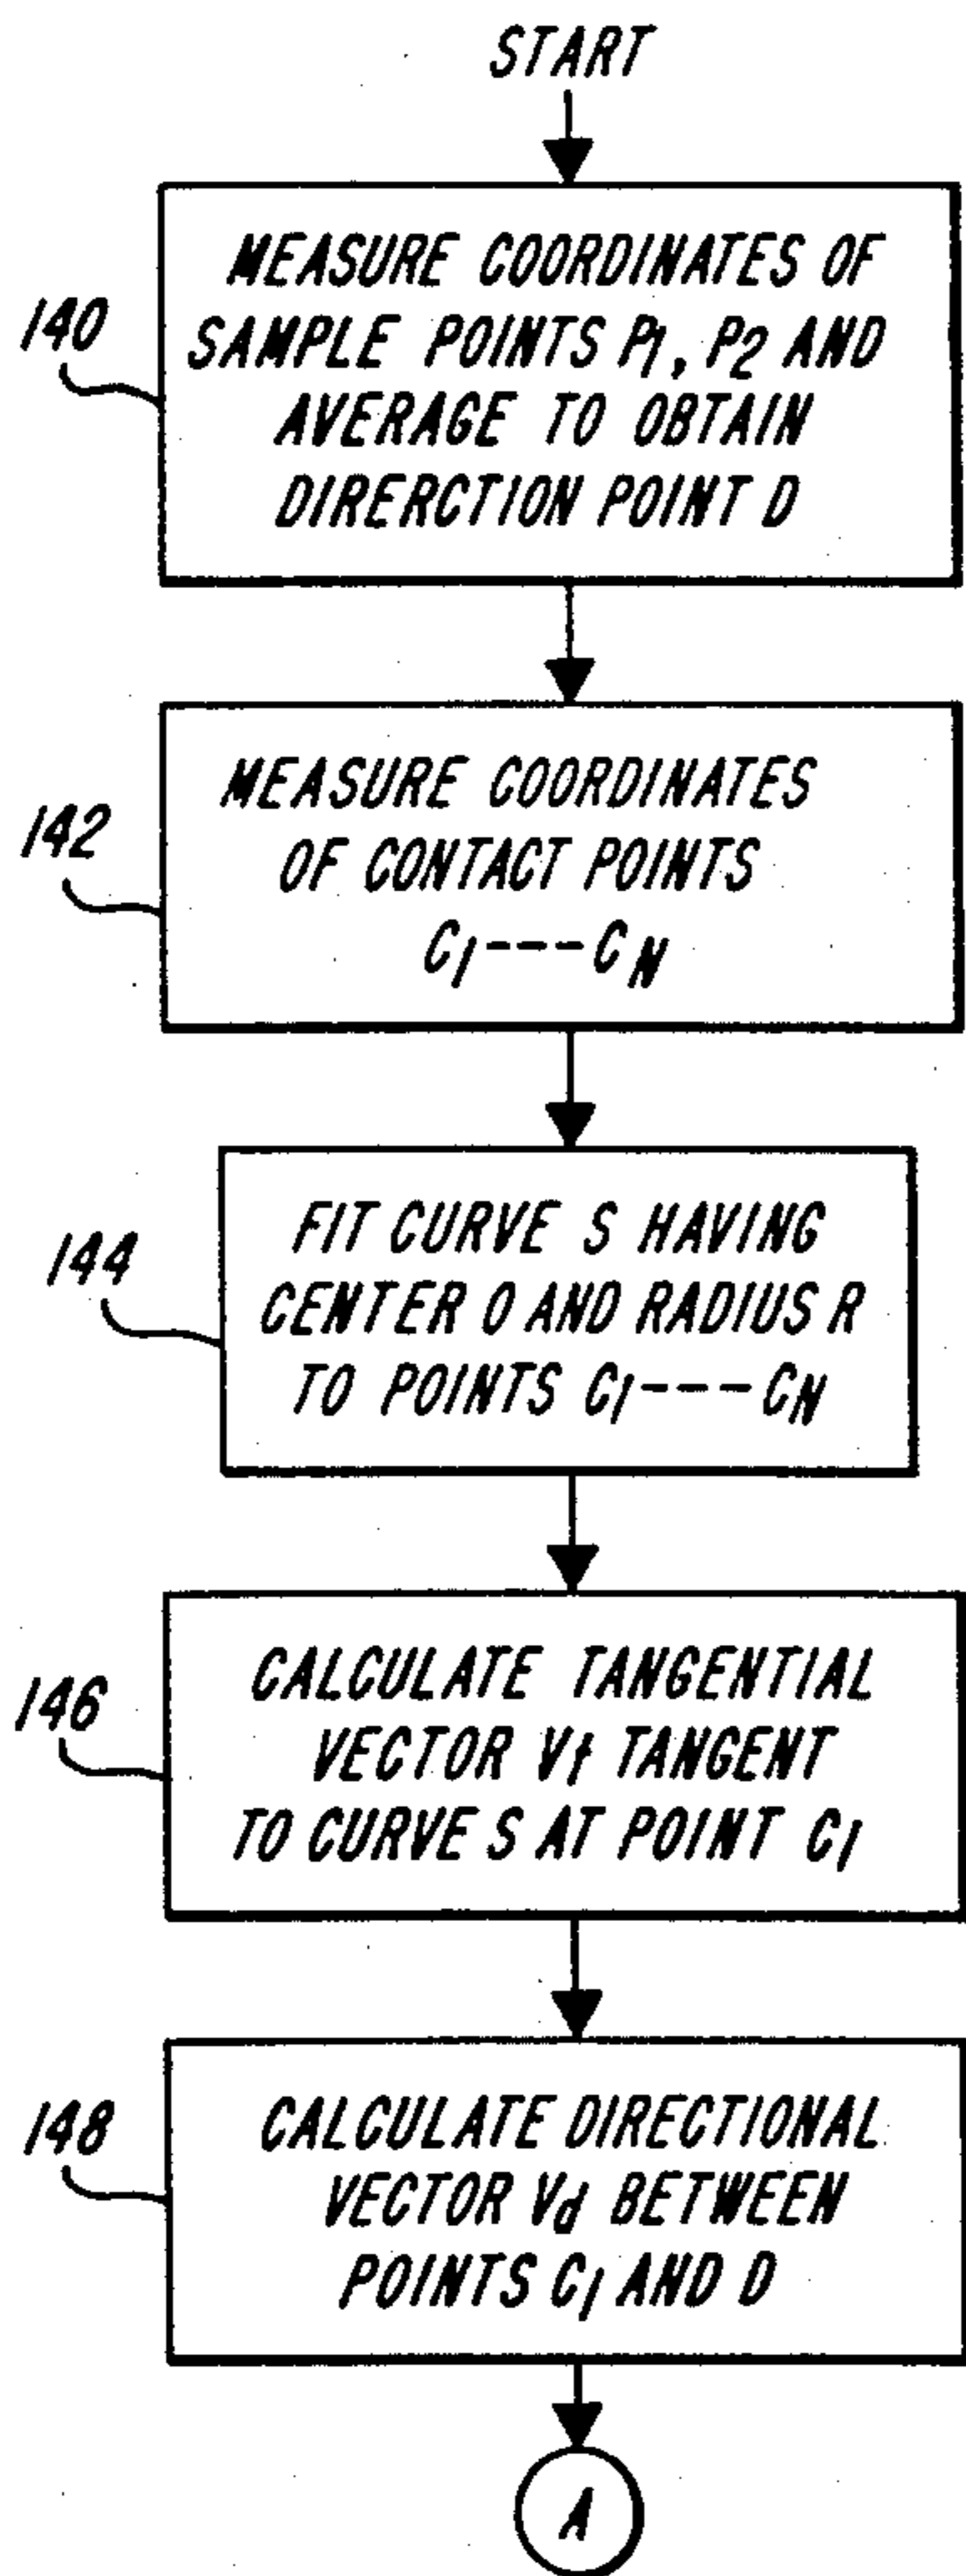 START
140
MEASURE COORDINATES OF
SAMPLE POINTS P1, P2 AND
AVERAGE TO OBTAIN
DIRERCTION POINT D
142
MEASURE COORDINATES
OF CONTACT POINTS
C1---CN
144
FIT CURVE S HAVING
CENTER O AND RADIUS R
TO POINTS C1---CN
146
CALCULATE TANGENTIAL
VECTOR Vt TANGENT
TO CURVE S AT POINT C1
148
CALCULATE DIRECTIONAL
VECTOR Vd BETWEEN
POINTS C1 AND D
A